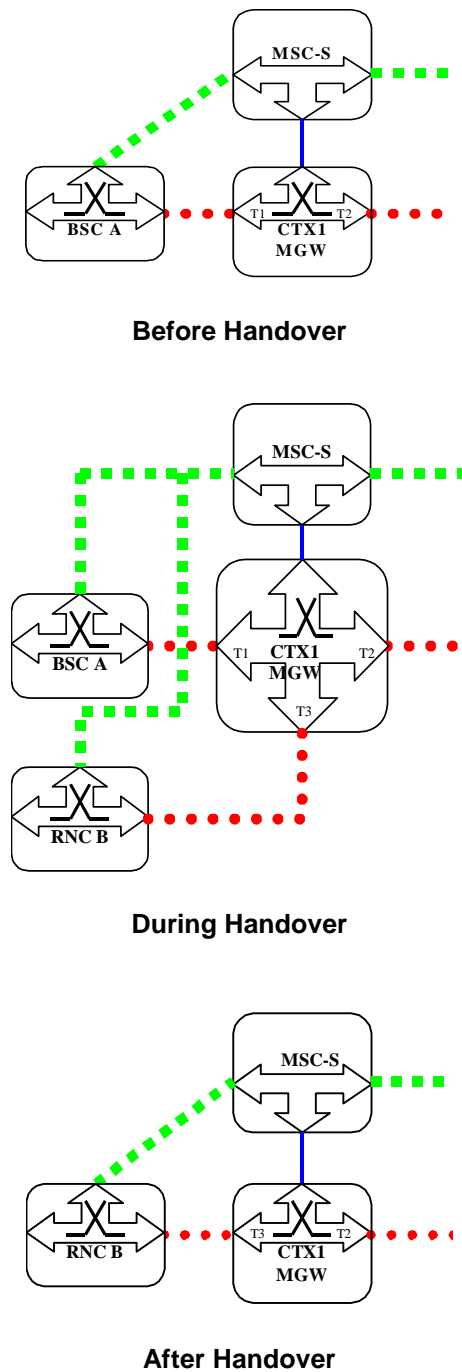 MSC-S
T1
T2
BSC A
CTX1
MGW
Before Handover
MSC-S
T1
CTX1
T2
BSC A
MGW
T3
RNC B
During Handover
MSC-S
T3
T2
RNC B
CTX1
MGW
After Handover